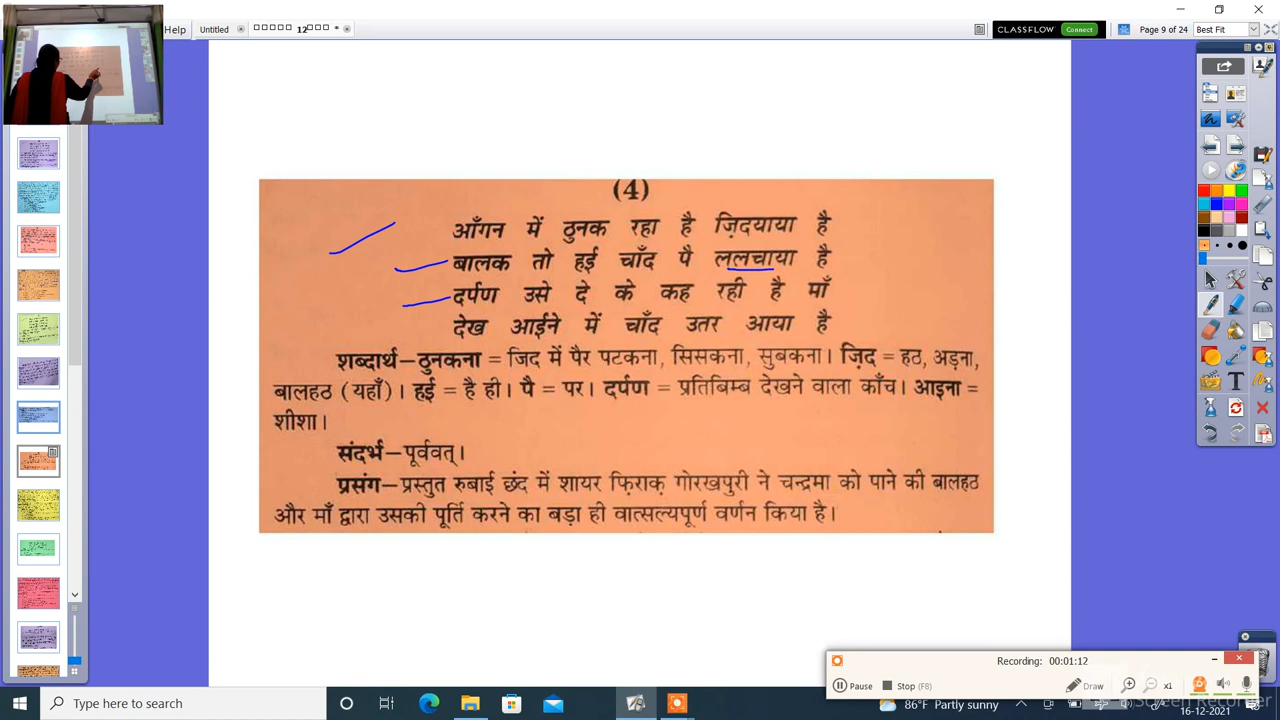 Help Untitled 12 * CLASSFLOW Connect Page 9 of 24 Best Fit
(4)
आँगन में ठुनक रहा है ज़िदयाया है
बालक तो हई चाँद पै ललचाया है
दर्पण उसे दे के कह रही है माँ
देख आईने में चाँद उतर आया है
शब्दार्थ–ठुनकना = जिद में पैर पटकना, सिसकना, सुबकना। ज़िद = हठ, अड़ना,
बालहठ (यहाँ)। हई = है ही। पै = पर। दर्पण = प्रतिबिम्ब देखने वाला काँच। आइना =
शीशा।
संदर्भ–पूर्ववत्।
प्रसंग–प्रस्तुत रुबाई छंद में शायर फ़िराक़ गोरखपुरी ने चन्द्रमा को पाने की बालहठ
और माँ द्वारा उसकी पूर्ति करने का बड़ा ही वात्सल्यपूर्ण वर्णन किया है।
Recording: 00:01:12
Pause Stop (F8) Draw x1
Type here to search 86°F Partly sunny
16-12-2021
Screen Recorder